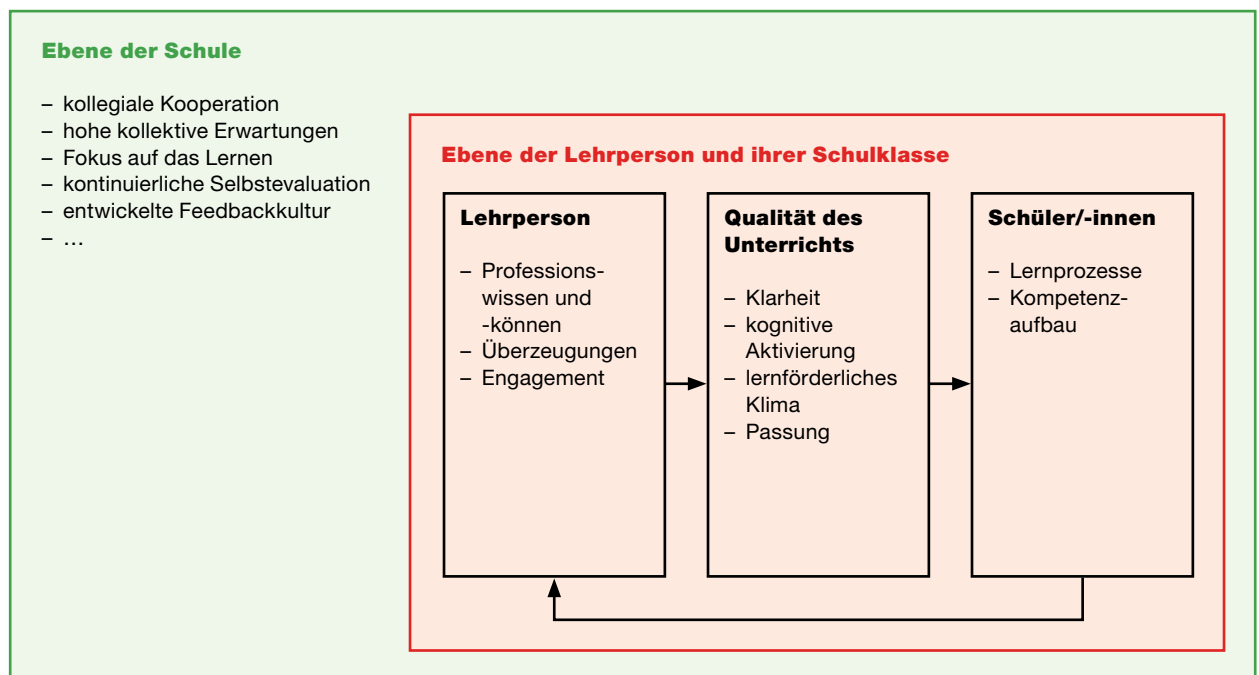 Ebene der Schule
– kollegiale Kooperation
– hohe kollektive Erwartungen
– Fokus auf das Lernen
– kontinuierliche Selbstevaluation
– entwickelte Feedbackkultur
– …
Ebene der Lehrperson und ihrer Schulklasse
Lehrperson
– Professions-
wissen und
-können
– Überzeugungen
– Engagement
Qualität des
Unterrichts
– Klarheit
– kognitive
Aktivierung
– lernförderliches
Klima
– Passung
Schüler/-innen
– Lernprozesse
– Kompetenz-
aufbau